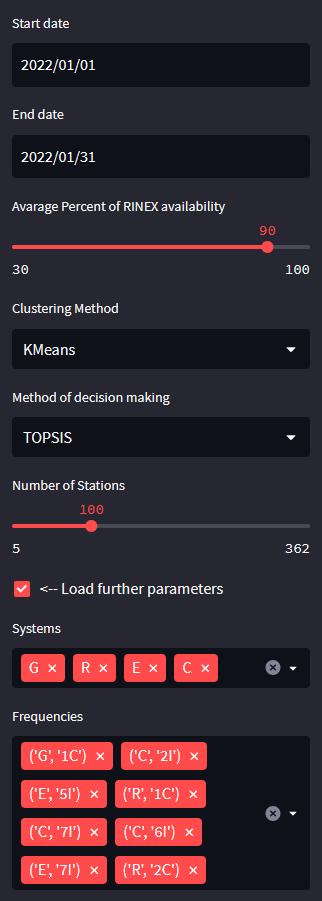 Start date
2022/01/01
End date
2022/01/31
Avarage Percent of RINEX availability
90
30 100
Clustering Method
KMeans
Method of decision making
TOPSIS
Number of Stations
100
5 362
<-- Load further parameters
Systems
G × R × E × C ×
Frequencies
('G', '1C') × ('C', '2I') ×
('E', '5I') × ('R', '1C') ×
('C', '7I') × ('C', '6I') ×
('E', '7I') × ('R', '2C') ×